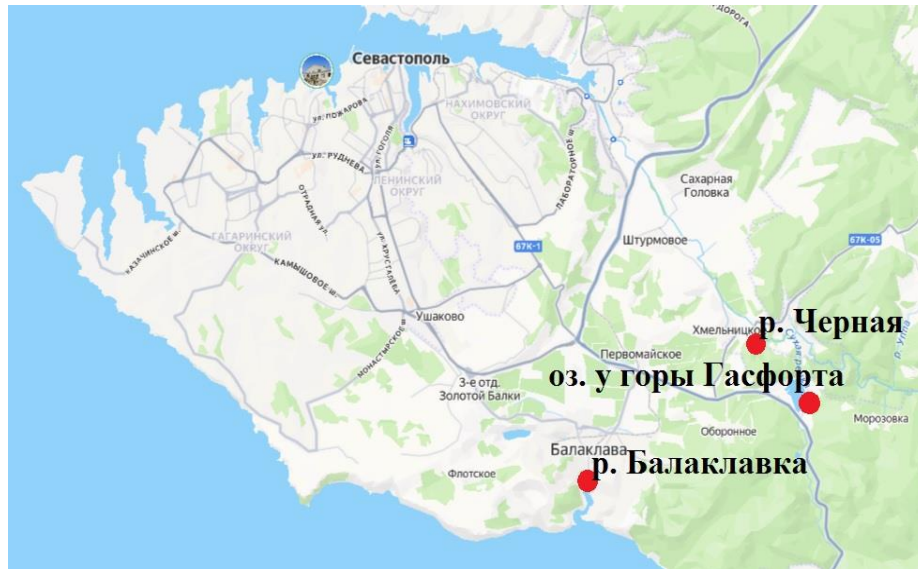 Севастополь
НАХИМОВСКИЙ
ОКРУГ
ул. ПОЖАРОВА
ул. ГОГОЛЯ
ул. РУДНЕВА
ЛЕНИНСКИЙ
ОКРУГ
ЛАБОРАТОРНОЕ ш.
ОТРАДНАЯ ул.
Сахарная
Головка
ГАГАРИНСКИЙ
ОКРУГ
КАЗАЧИНСКОЕ ш.
КАМЫШОВОЕ ш.
ул. ХРУСТАЛЁВА
67К-1
Штурмовое
67К-05
Ушаково
МОНАСТЫРСКОЕ ш.
Хмельницкое
р. Черная
р. Упла
Первомайское
3-е отд.
Золотой Балки
оз. у горы Гасфорта
Морозовка
Оборонное
Балаклава
р. Балаклавка
Флотское